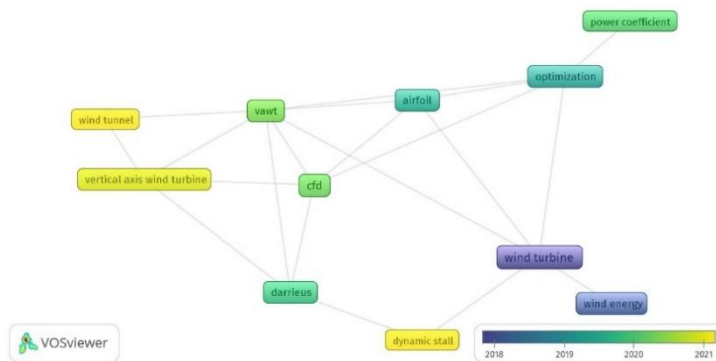 power coefficient
optimization
airfoil
vawt
wind tunnel
vertical axis wind turbine
cfd
wind turbine
darrieus
wind energy
dynamic stall
VOSviewer
2018 2019 2020 2021